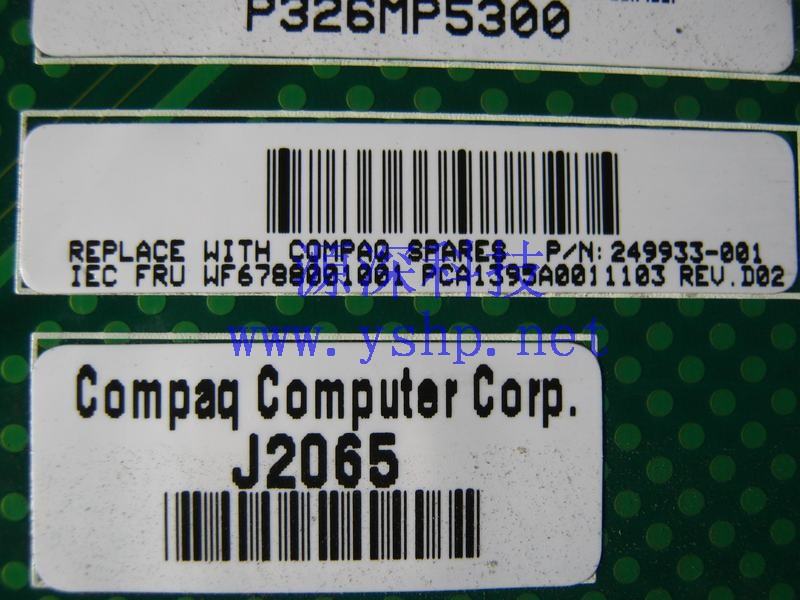 P326MP5300
REPLACE WITH COMPAQ SPARES P/N: 249933-001
IEC FRU WF6788001001 PCA1395A0011103 REV.D02
源深科技
www.yshp.net
Compaq Computer Corp.
J2065